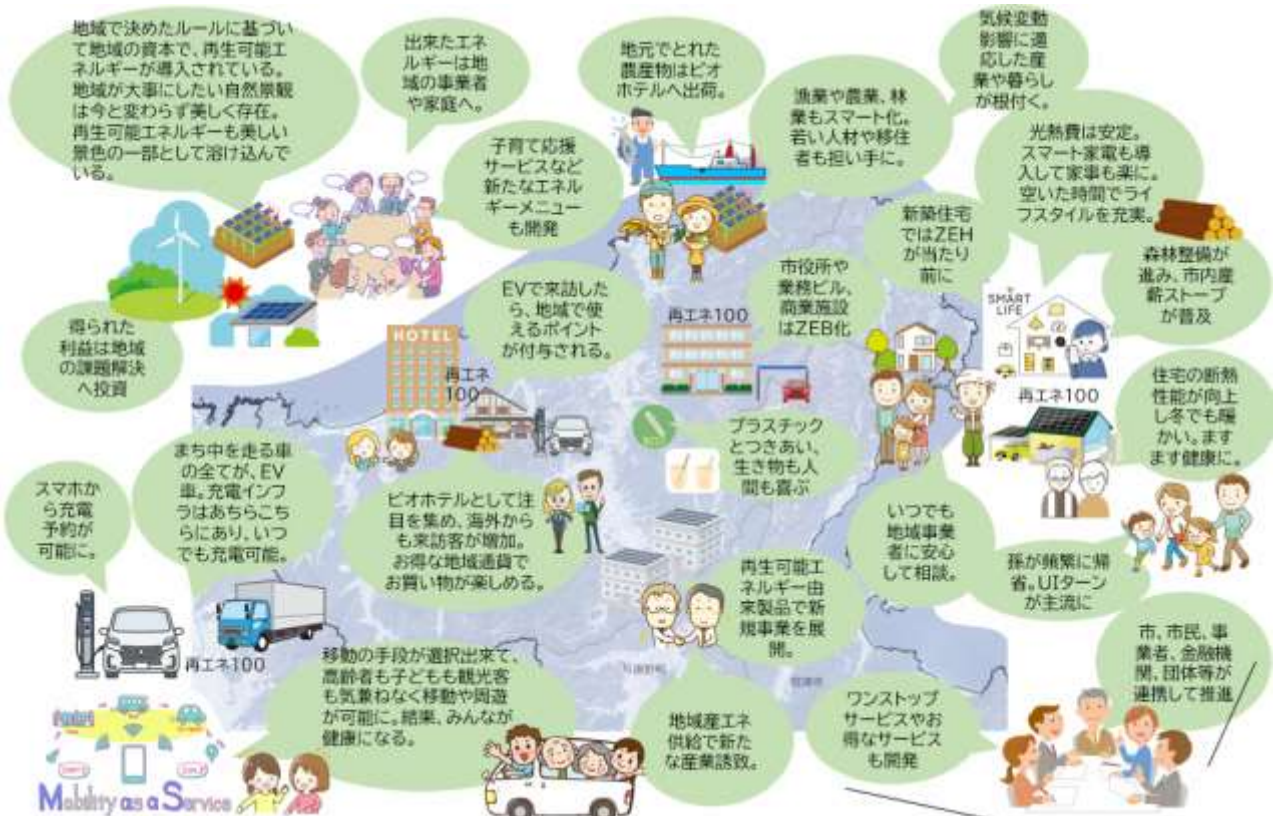 地域で決めたルールに基づい
て地域の資本で、再生可能エ
ネルギーが導入されている。
地域が大事にしたい自然景観
は今と変わらず美しく存在。
再生可能エネルギーも美しい
景色の一部として溶け込んで
いる。
出来たエネ
ルギーは地
域の事業者
や家庭へ。
地元でとれた
農産物はビオ
ホテルへ出荷。
気候変動
影響に適
応した産
業や暮らし
が根付く。
漁業や農業、林
業もスマート化。
若い人材や移住
者も担い手に。
光熱費は安定。
スマート家電も導
入して家事も楽に。
空いた時間でライ
フスタイルを充実。
子育て応援
サービスなど
新たなエネル
ギーメニュー
も開発
新築住宅
ではZEH
が当たり
前に
森林整備が
進み、市内産
薪ストーブ
が普及
EVで来訪した
ら、地域で使
えるポイント
が付与される。
市役所や
業務ビル、
商業施設
はZEB化
SMART
LIFE
得られた
利益は地域
の課題解決
へ投資
HOTEL
再エネ
100
再エネ100
再エネ100
住宅の断熱
性能が向上
し冬でも暖
かい。ます
ます健康に。
プラスチック
とつきあい、
生き物も人
間も喜ぶ
まち中を走る車
の全てが、EV
車。充電インフ
ラはあちらこち
らにあり、いつ
でも充電可能。
スマホか
ら充電
予約が
可能に。
ビオホテルとして注
目を集め、海外から
も来訪客が増加。
お得な地域通貨で
お買い物が楽しめる。
いつでも
地域事業
者に安心
して相談。
孫が頻繁に帰
省。UIターン
が主流に
再生可能エ
ネルギー由
来製品で新
規事業を展
開。
再エネ100
移動の手段が選択出来て、
高齢者も子どもも観光客
も気兼ねなく移動や周遊
が可能に。結果、みんなが
健康になる。
地域産エネ
供給で新た
な産業誘致。
ワンストップ
サービスやお
得なサービス
も開発
市、市民、事
業者、金融機
関、団体等が
連携して推進
Mobility as a Service